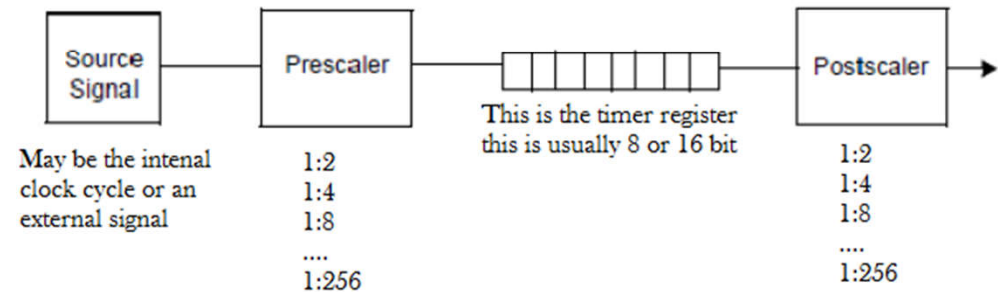 Source
Signal
Prescaler
Postscaler
This is the timer register
this is usually 8 or 16 bit
May be the intenal
clock cycle or an
external signal
1:2
1:4
1:8
....
1:256
1:2
1:4
1:8
....
1:256